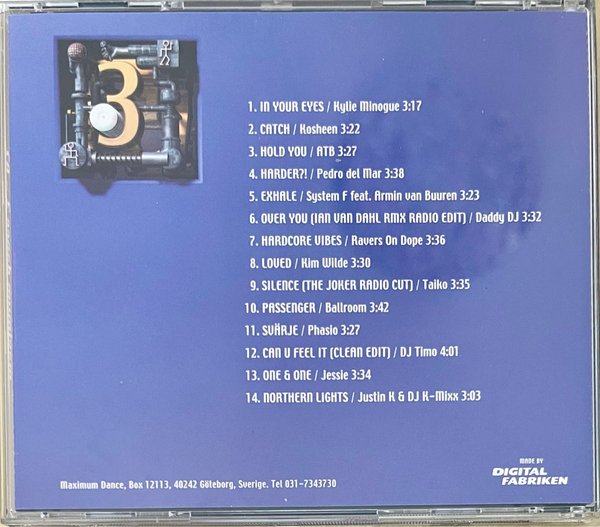 3
1. IN YOUR EYES / Kylie Minogue 3:17
2. CATCH / Kosheen 3:22
3. HOLD YOU / ATB 3:27
4. HARDER?! / Pedro del Mar 3:38
5. EXHALE / System F feat. Armin van Buuren 3:23
6. OVER YOU (IAN VAN DAHL RMX RADIO EDIT) / Daddy DJ 3:32
7. HARDCORE VIBES / Ravers On Dope 3:36
8. LOVED / Kim Wilde 3:30
9. SILENCE (THE JOKER RADIO CUT) / Taiko 3:35
10. PASSENGER / Ballroom 3:42
11. SVÄRJE / Phasio 3:27
12. CAN U FEEL IT (CLEAN EDIT) / DJ Timo 4:01
13. ONE & ONE / Jessie 3:34
14. NORTHERN LIGHTS / Justin K & DJ K-Mixx 3:03
Maximum Dance, Box 12113, 40242 Göteborg, Sverige. Tel 031-7343730
MADE BY
DIGITAL
FABRIKEN